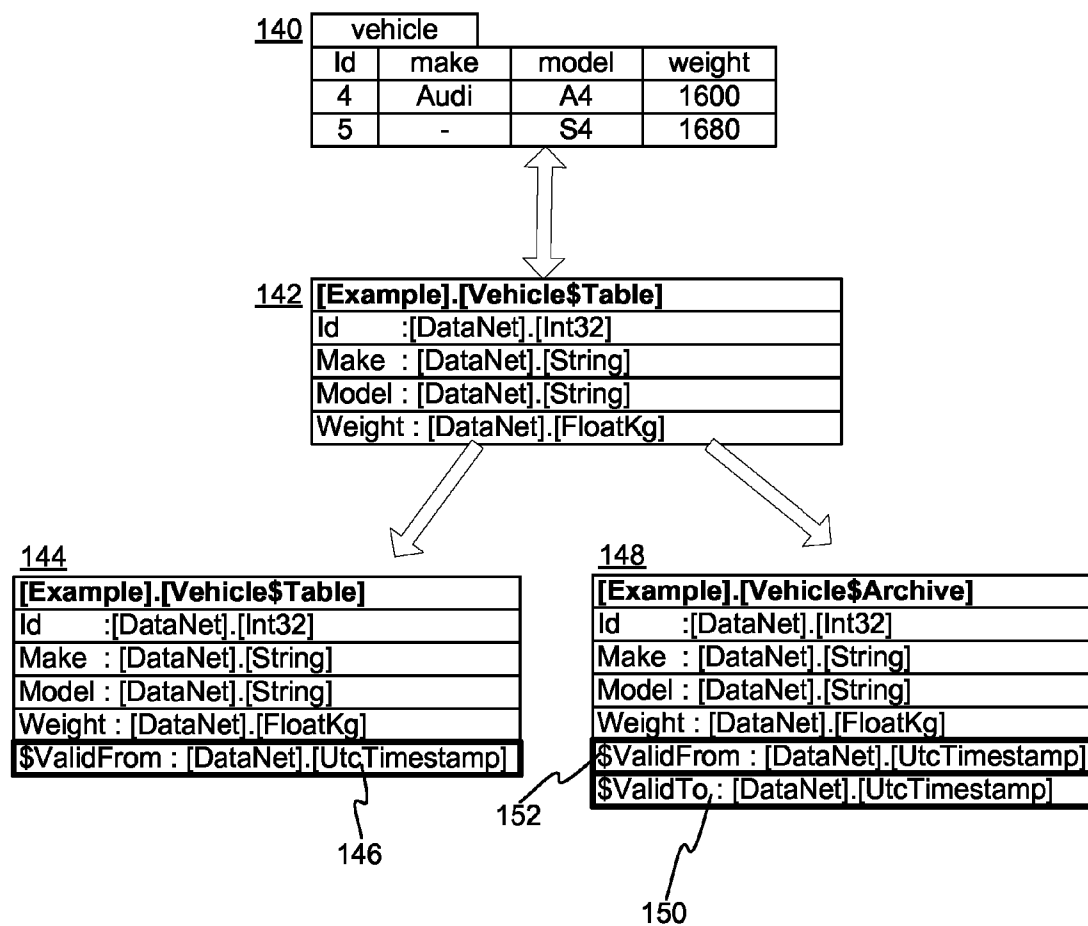 140 vehicle
Id make model weight
4 Audi A4 1600
5 - S4 1680
142 [Example].[Vehicle$Table]
Id :[DataNet].[Int32]
Make : [DataNet].[String]
Model : [DataNet].[String]
Weight : [DataNet].[FloatKg]
144
[Example].[Vehicle$Table]
Id :[DataNet].[Int32]
Make : [DataNet].[String]
Model : [DataNet].[String]
Weight : [DataNet].[FloatKg]
$ValidFrom : [DataNet].[UtcTimestamp]
146
148
[Example].[Vehicle$Archive]
Id :[DataNet].[Int32]
Make : [DataNet].[String]
Model : [DataNet].[String]
Weight : [DataNet].[FloatKg]
$ValidFrom : [DataNet].[UtcTimestamp]
$ValidTo : [DataNet].[UtcTimestamp]
152
150